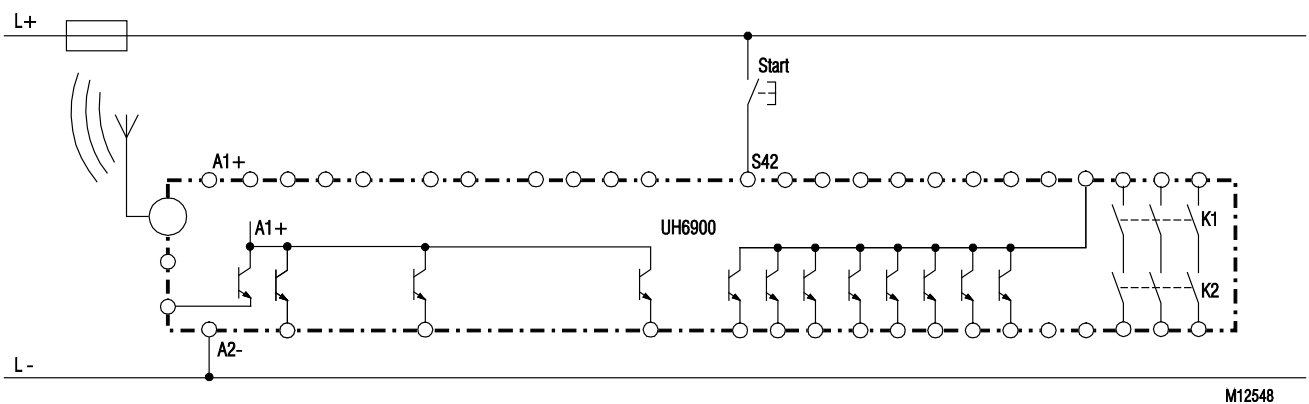 L+
Start
A1+
S42
A1+
UH6900
K1
K2
A2-
L-
M12548